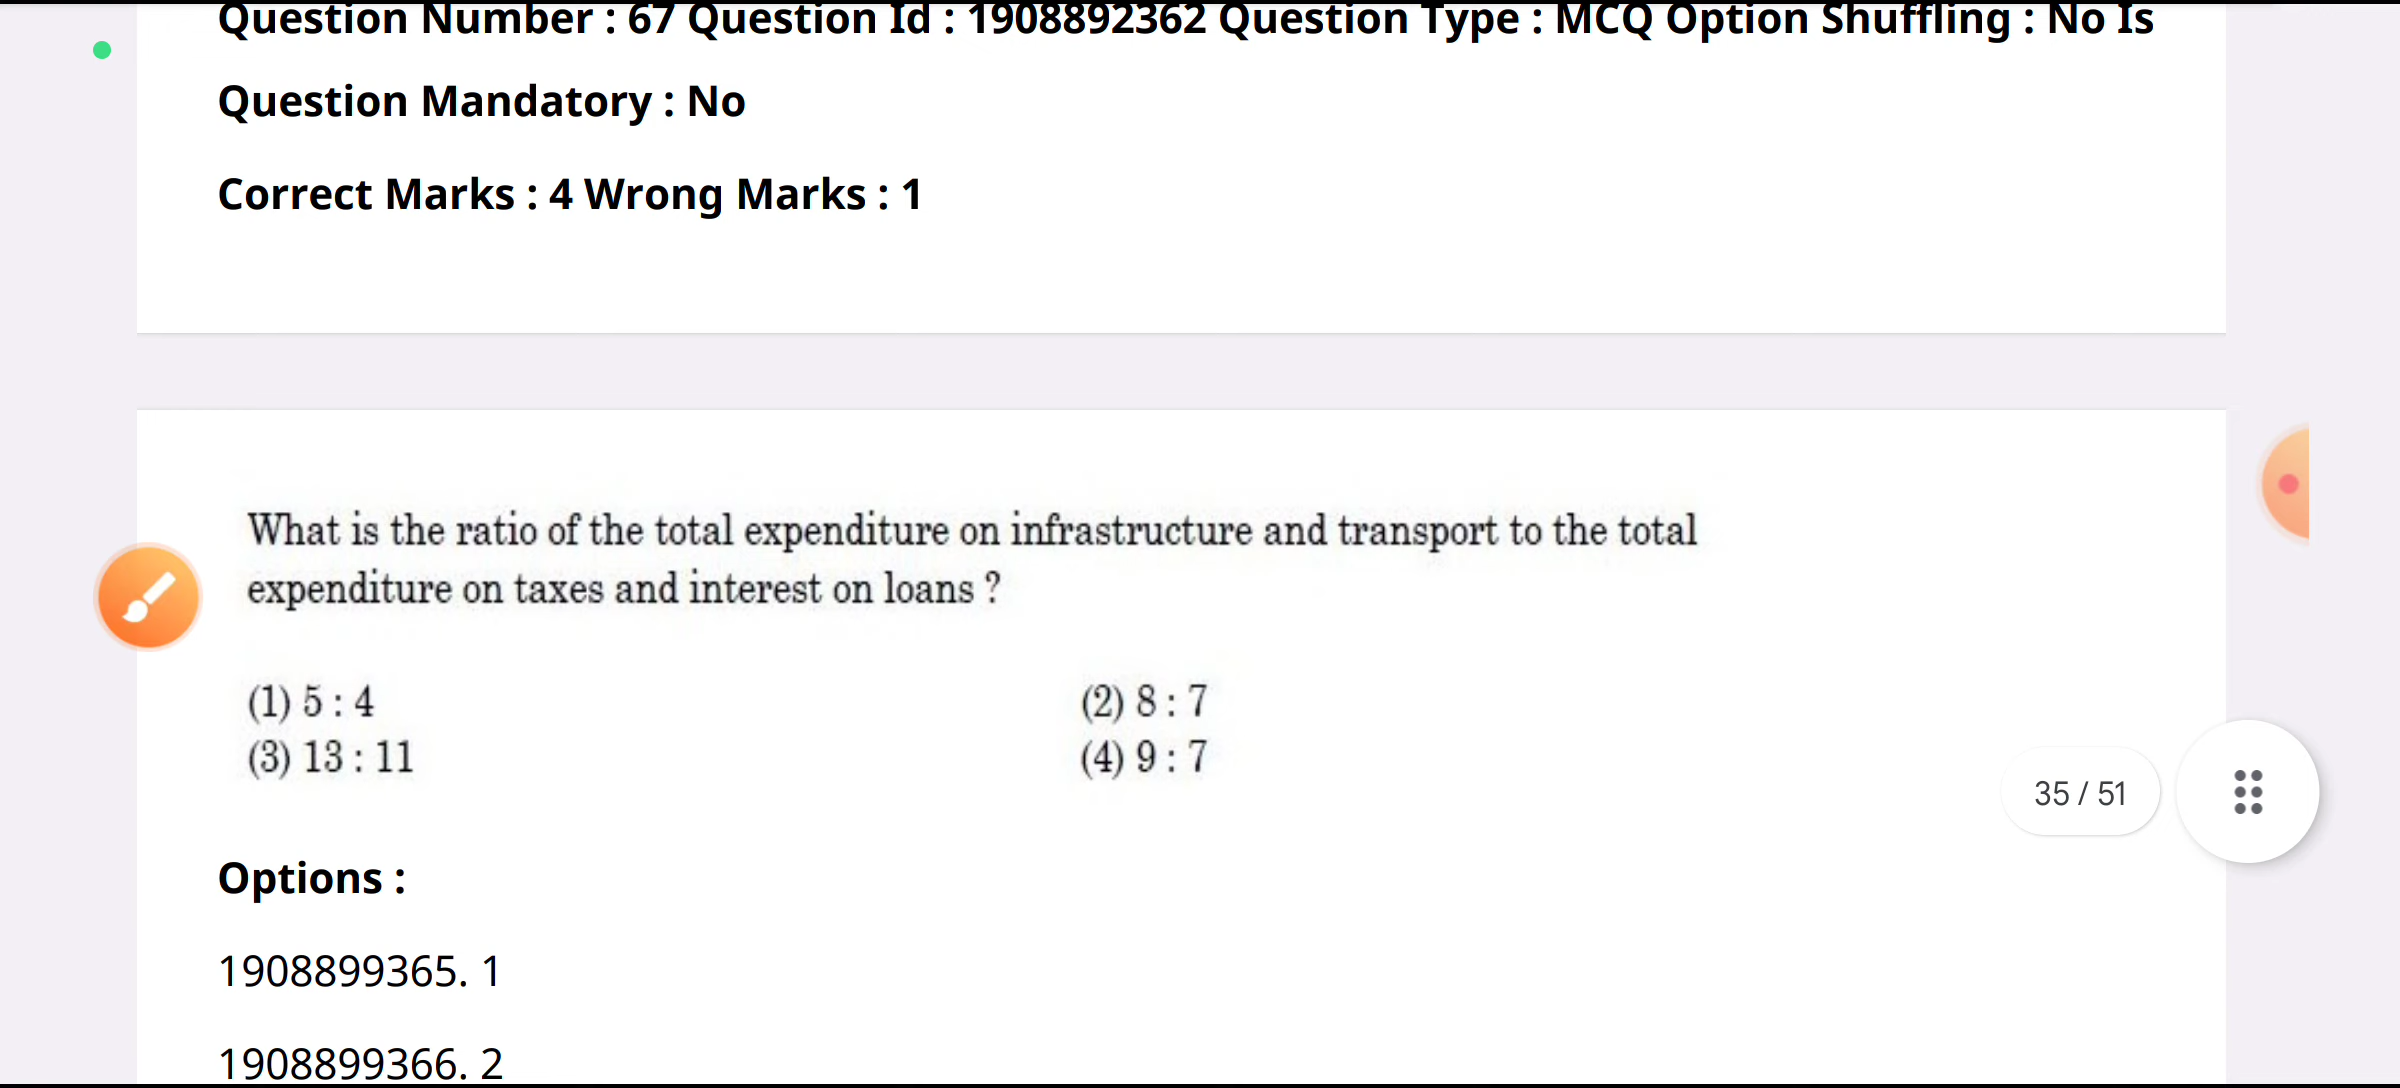 Question Number : 67 Question Id : 1908892362 Question Type : MCQ Option Shuffling : No Is
Question Mandatory : No
Correct Marks : 4 Wrong Marks : 1
What is the ratio of the total expenditure on infrastructure and transport to the total
expenditure on taxes and interest on loans ?
(1) 5 : 4 (2) 8 : 7
(3) 13 : 11 (4) 9 : 7
35 / 51
Options :
1908899365. 1
1908899366. 2